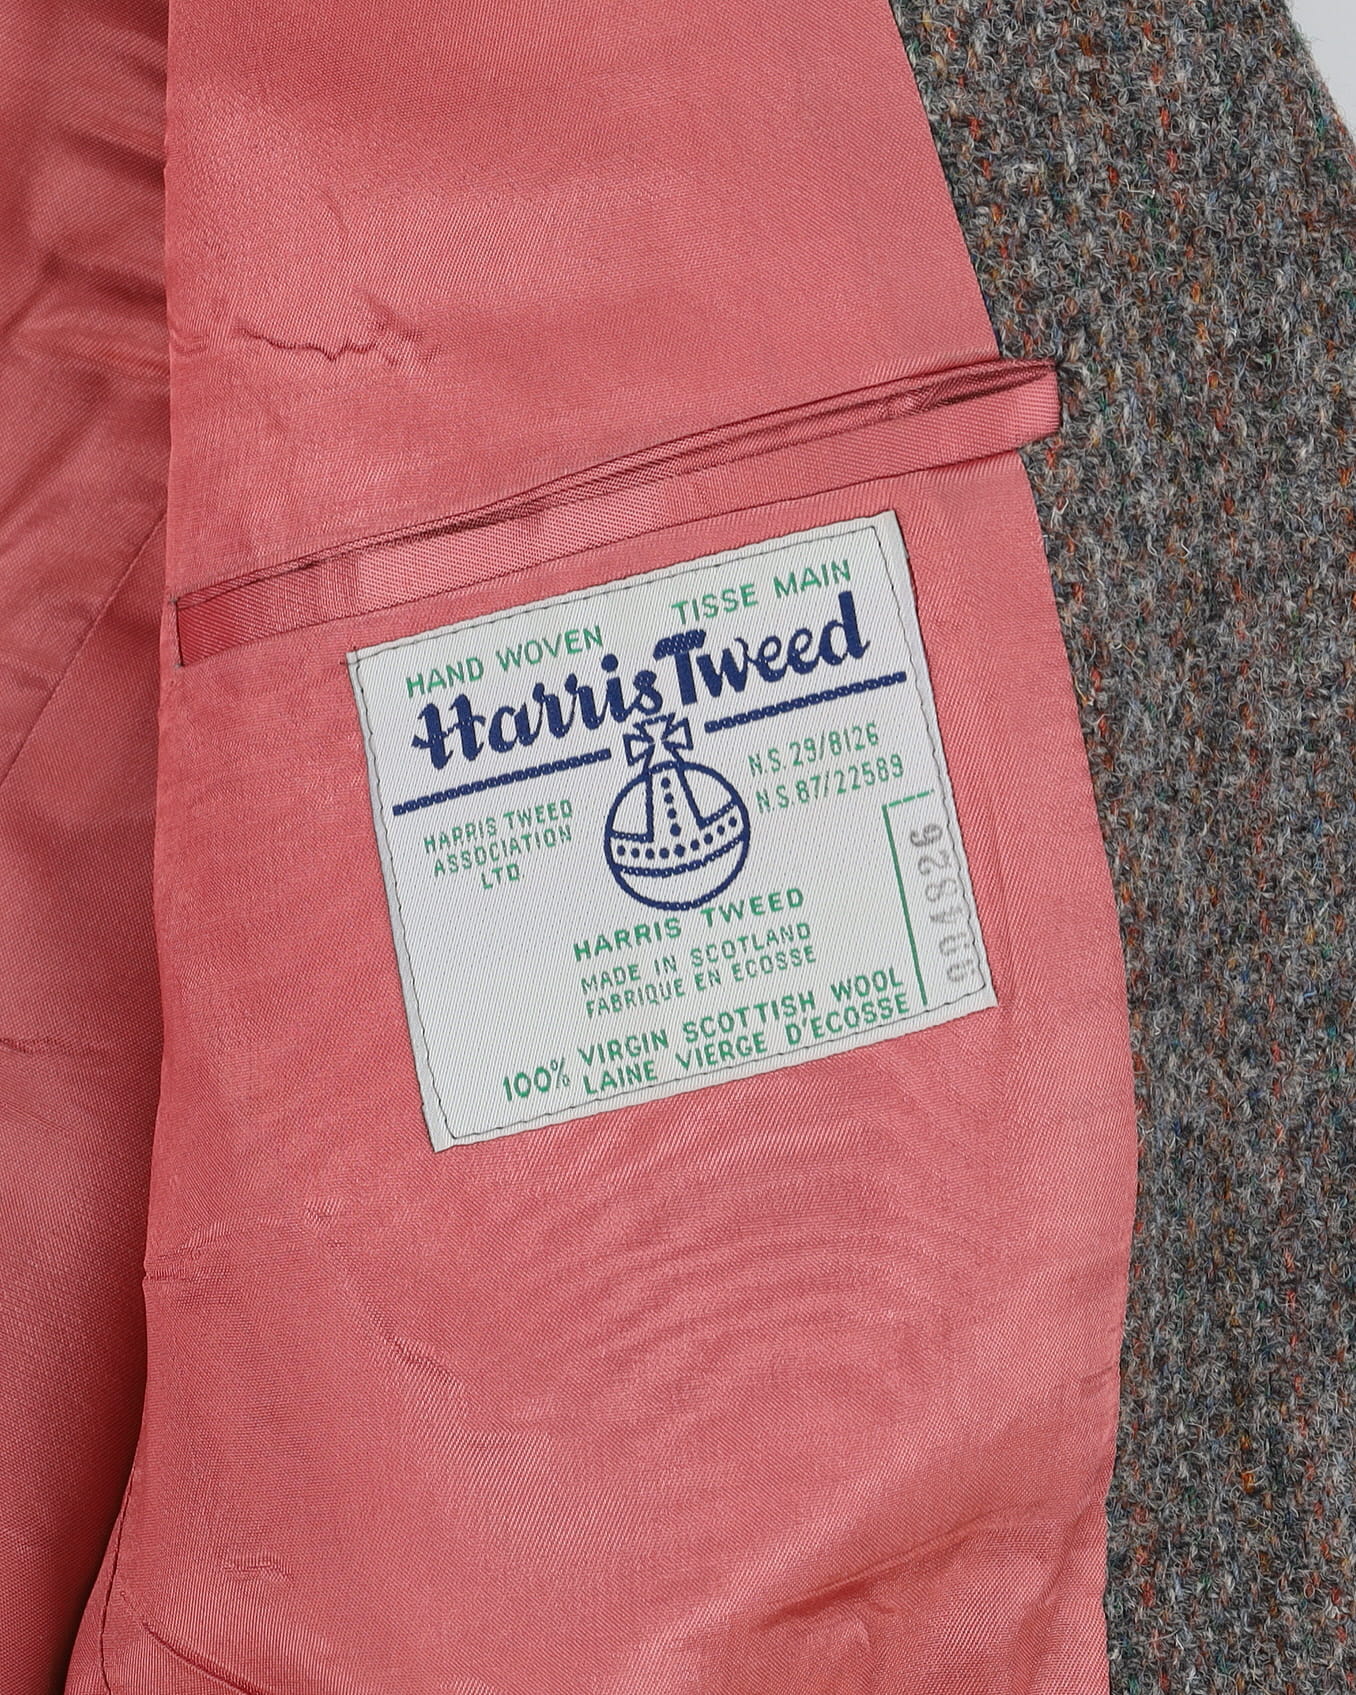 HAND WOVEN TISSE MAIN
Harris Tweed
HARRIS TWEED
ASSOCIATION
LTD
N.S. 29/8126
N.S. 87/22589
HARRIS TWEED
MADE IN SCOTLAND
FABRIQUE EN ECOSSE
100% VIRGIN SCOTTISH WOOL
LAINE VIERGE D'ECOSSE
904826